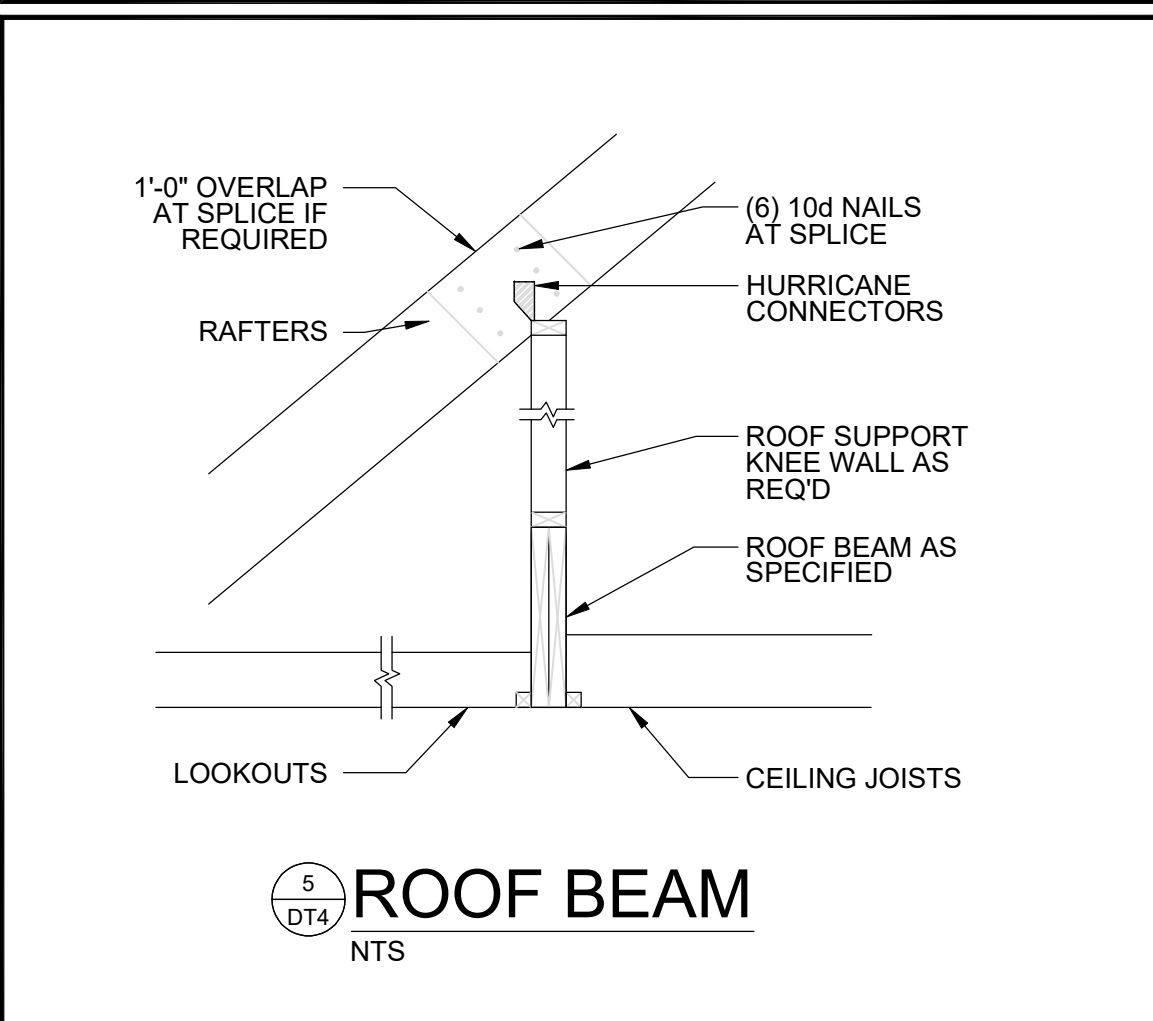 1'-0" OVERLAP
AT SPLICE IF
REQUIRED
(6) 10d NAILS
AT SPLICE
HURRICANE
CONNECTORS
RAFTERS
ROOF SUPPORT
KNEE WALL AS
REQ'D
ROOF BEAM AS
SPECIFIED
LOOKOUTS
CEILING JOISTS
5
DT4
ROOF BEAM
NTS